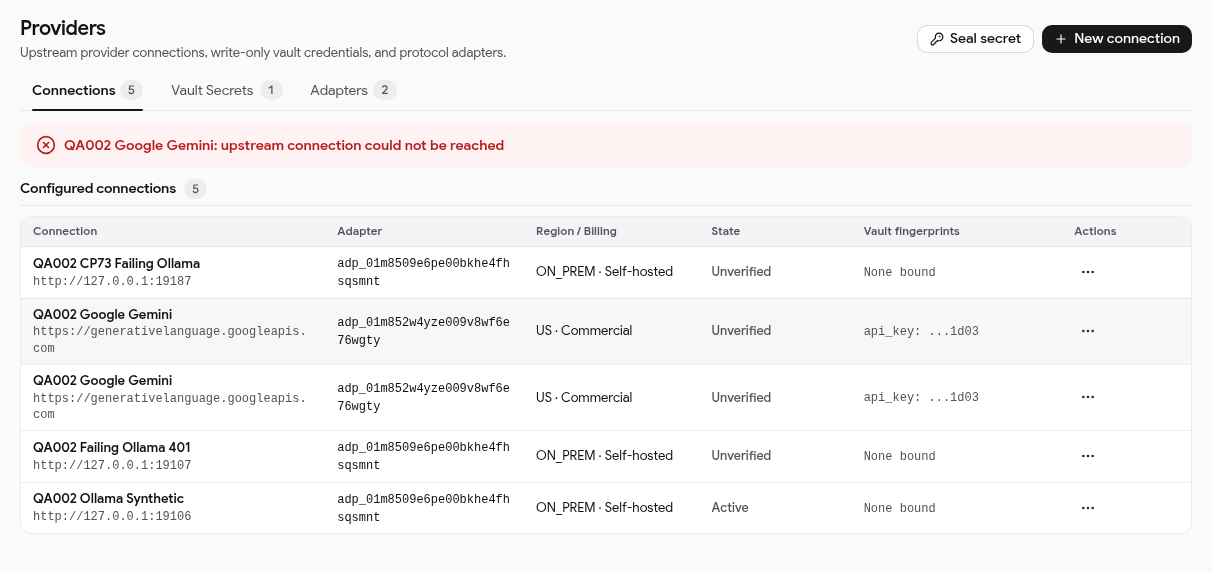 Providers
Upstream provider connections, write-only vault credentials, and protocol adapters.
Seal secret
+ New connection
Connections 5
Vault Secrets 1
Adapters 2
QA002 Google Gemini: upstream connection could not be reached
Configured connections 5
Connection Adapter Region / Billing State Vault fingerprints Actions
QA002 CP73 Failing Ollama
http://127.0.0.1:19187
adp_01m8509e6pe00bkhe4fh
sqsmnt
ON_PREM · Self-hosted
Unverified
None bound
QA002 Google Gemini
https://generativelanguage.googleapis.
com
adp_01m852w4yze009v8wf6e
76wgty
US · Commercial
Unverified
api_key: ...1d03
QA002 Google Gemini
https://generativelanguage.googleapis.
com
adp_01m852w4yze009v8wf6e
76wgty
US · Commercial
Unverified
api_key: ...1d03
QA002 Failing Ollama 401
http://127.0.0.1:19107
adp_01m8509e6pe00bkhe4fh
sqsmnt
ON_PREM · Self-hosted
Unverified
None bound
QA002 Ollama Synthetic
http://127.0.0.1:19106
adp_01m8509e6pe00bkhe4fh
sqsmnt
ON_PREM · Self-hosted
Active
None bound